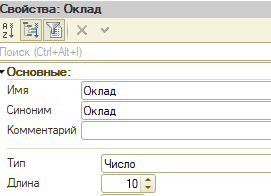 Свойства: Оклад
Поиск (Ctrl+Alt+I)
Основные:
Имя Оклад
Синоним Оклад
Комментарий
Тип Число
Длина 10